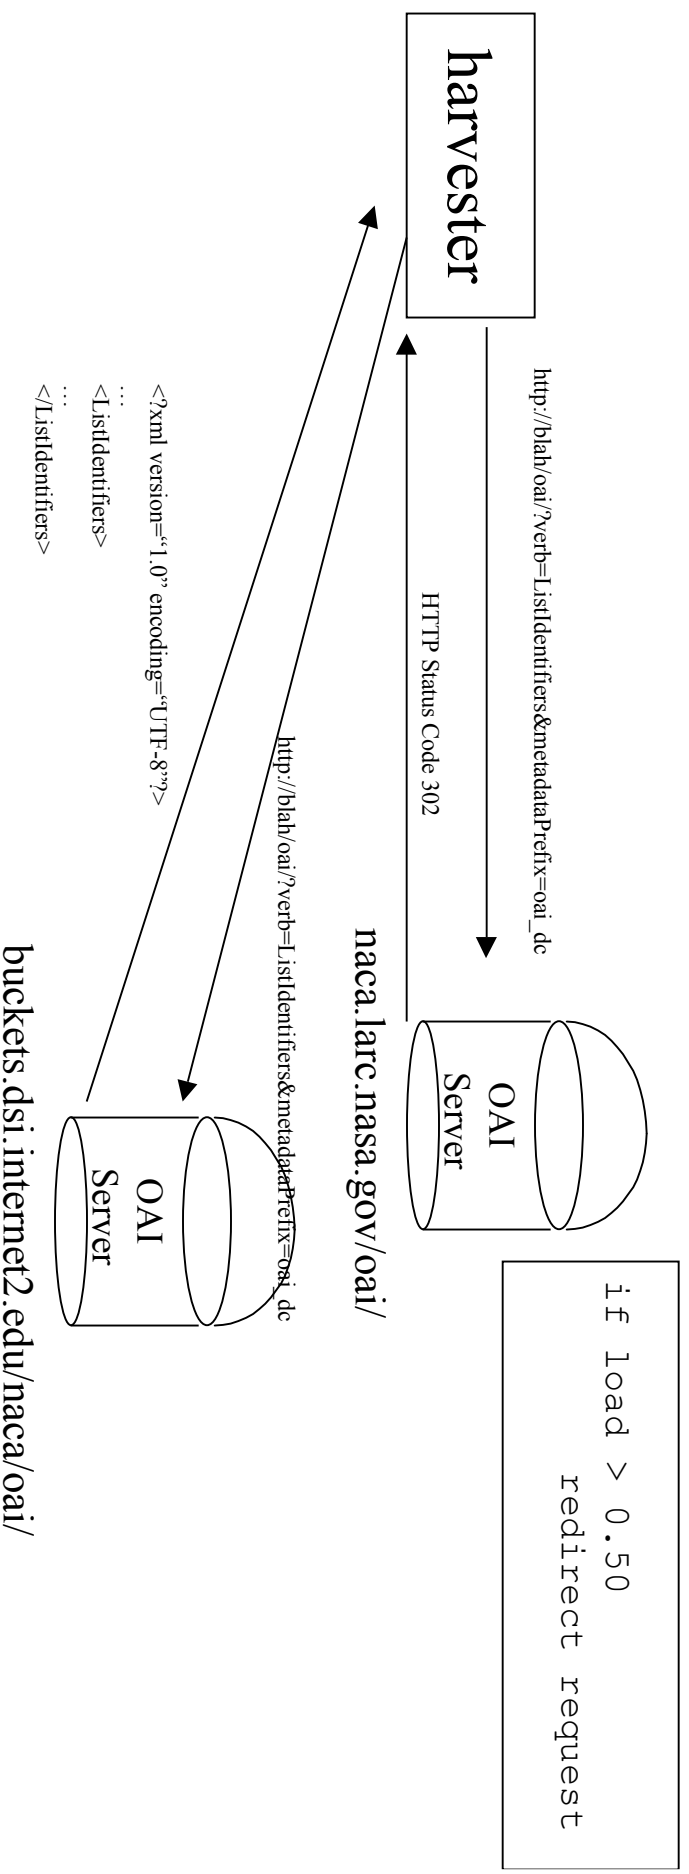 harvester
http://blah/oai/?verb=ListIdentifiers&metadataPrefix=oai_dc
HTTP Status Code 302
OAI
Server
naca.larc.nasa.gov/oai/
if load > 0.50
redirect request
http://blah/oai/?verb=ListIdentifiers&metadataPrefix=oai_dc
<?xml version=“1.0” encoding=“UTF-8”?>
…
<ListIdentifiers>
…
</ListIdentifiers>
OAI
Server
buckets.dsi.internet2.edu/naca/oai/